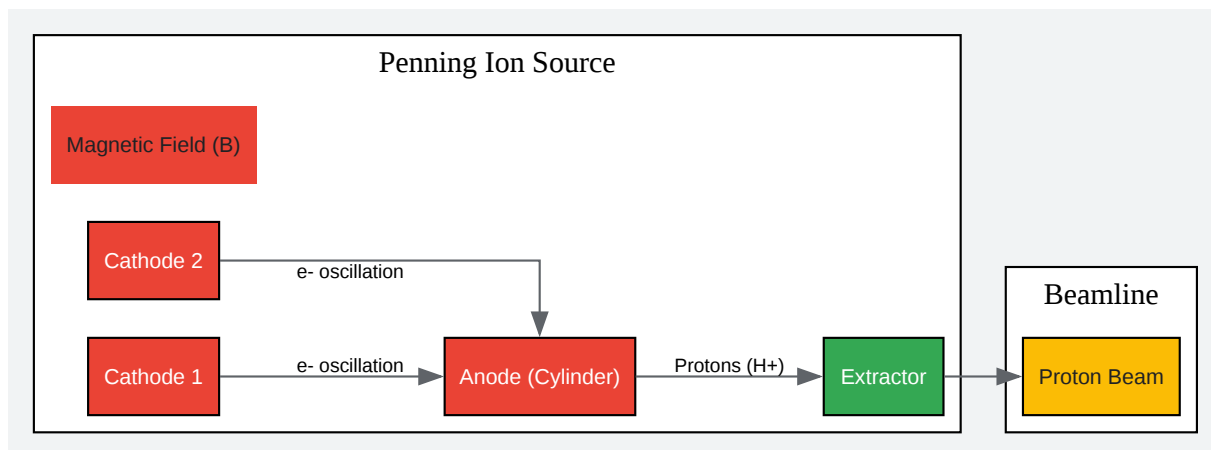 Penning Ion Source
Magnetic Field (B)
Cathode 2
e- oscillation
Cathode 1
e- oscillation
Anode (Cylinder)
Protons (H+)
Extractor
Beamline
Proton Beam